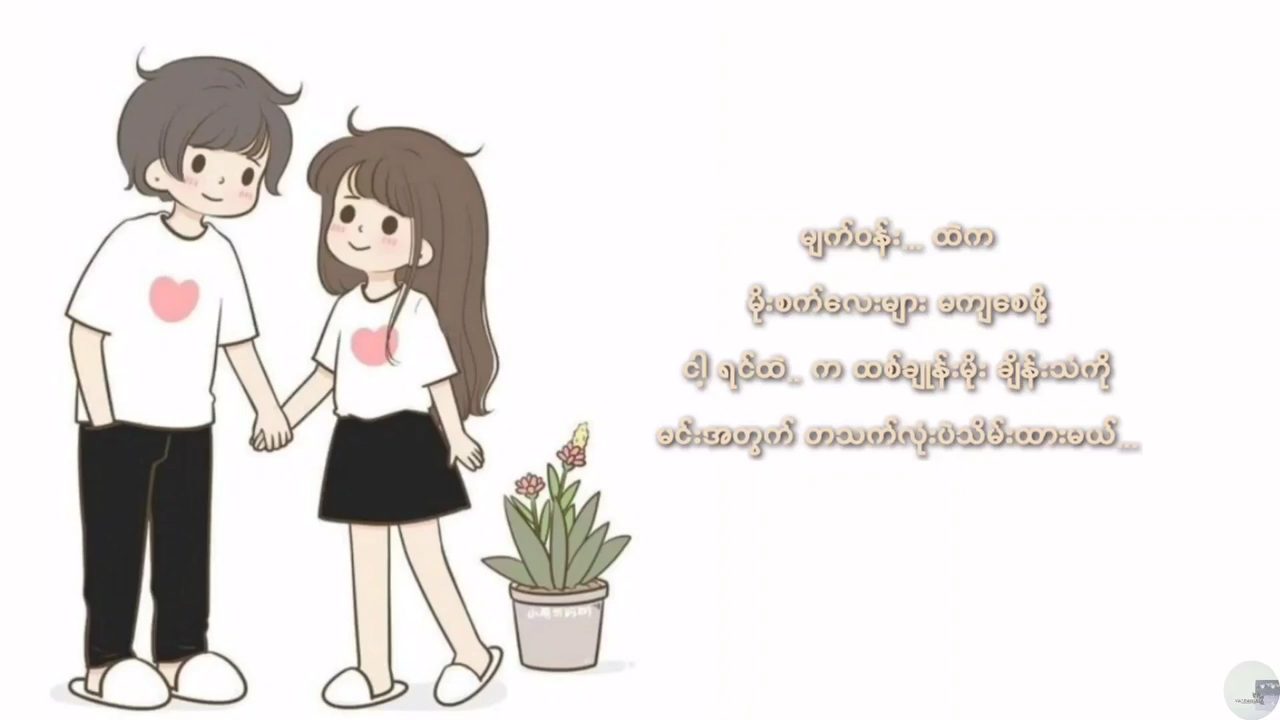 မျက်ဝန်း... ထဲက
မိုးစက်လေးများ မကျစေဖို့
ငါ့ ရင်ထဲ.. က ထစ်ချုန်းမိုး ချိန်းသံကို
မင်းအတွက် တသက်လုံးပဲသိမ်းထားမယ်...